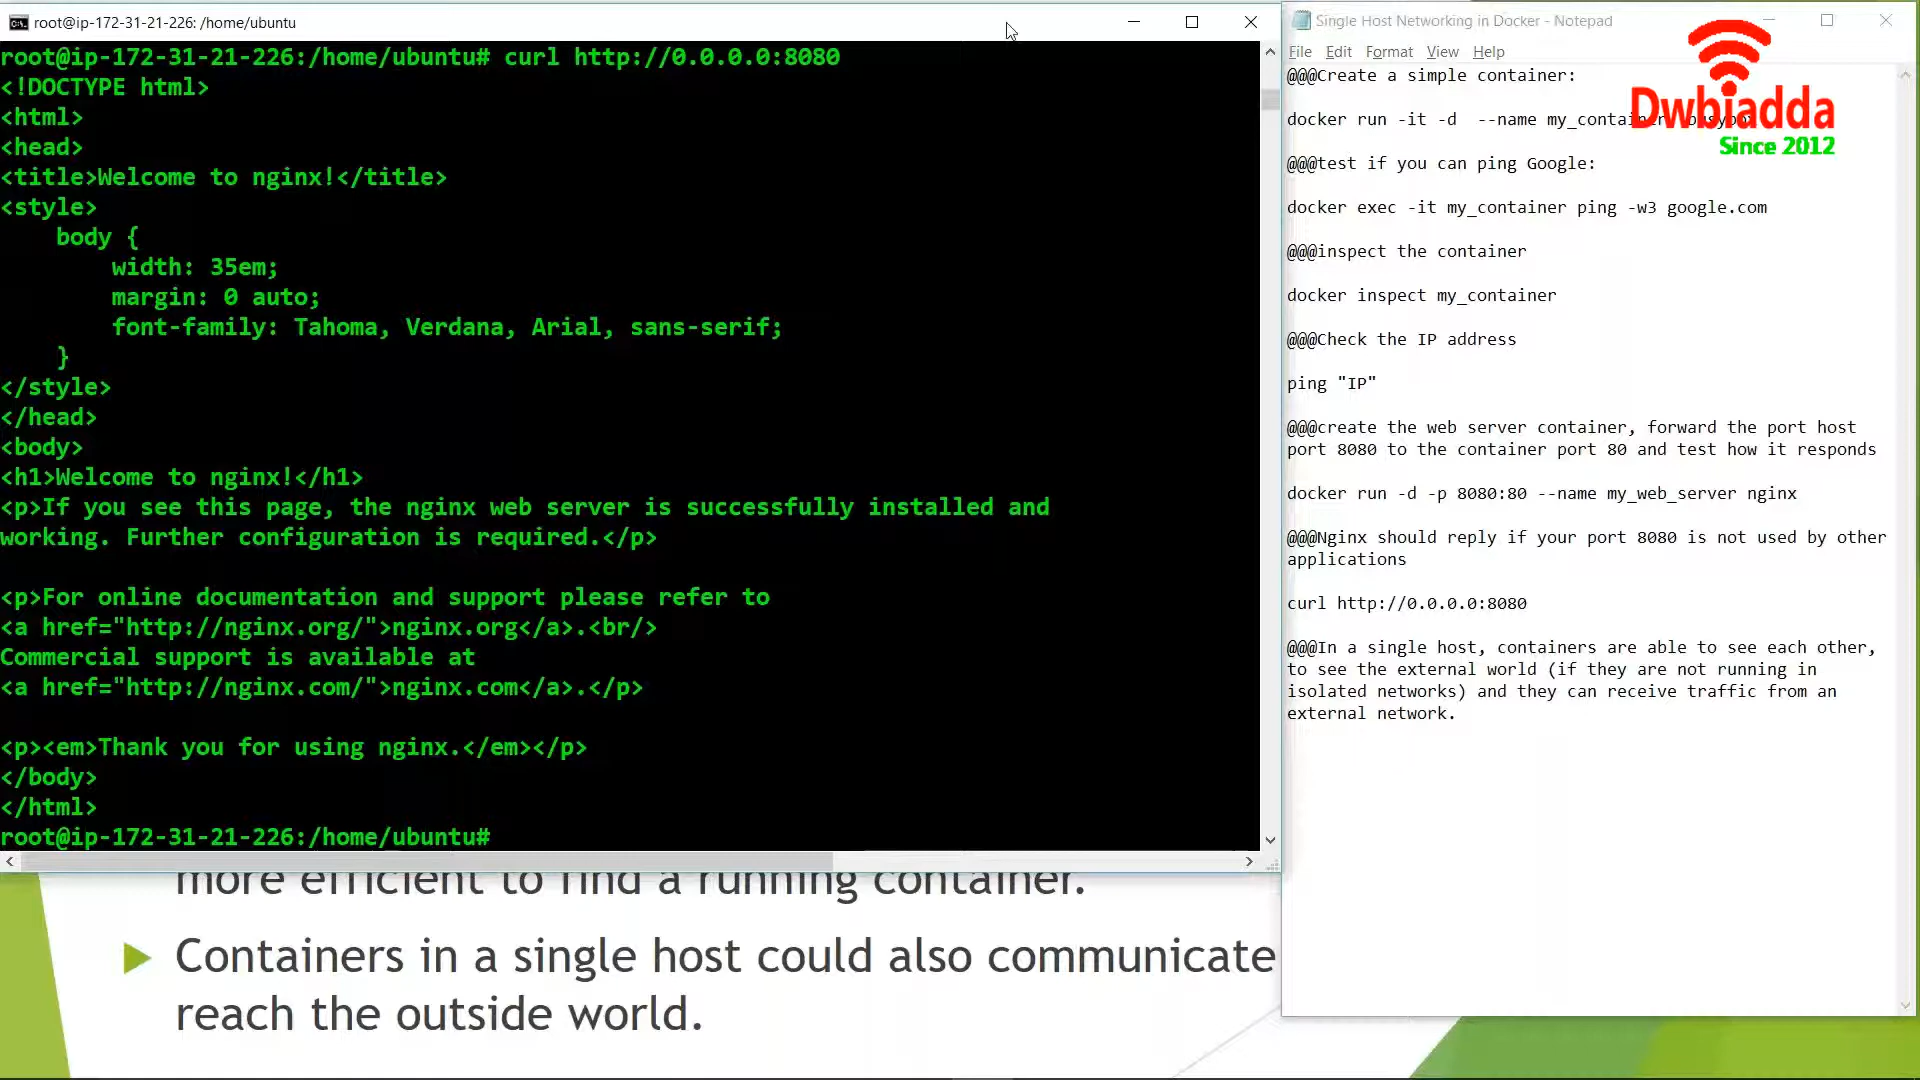 root@ip-172-31-21-226: /home/ubuntu
root@ip-172-31-21-226:/home/ubuntu# curl http://0.0.0.0:8080
<!DOCTYPE html>
<html>
<head>
<title>Welcome to nginx!</title>
<style>
    body {
        width: 35em;
        margin: 0 auto;
        font-family: Tahoma, Verdana, Arial, sans-serif;
    }
</style>
</head>
<body>
<h1>Welcome to nginx!</h1>
<p>If you see this page, the nginx web server is successfully installed and
working. Further configuration is required.</p>
<p>For online documentation and support please refer to
<a href="http://nginx.org/">nginx.org</a>.<br/>
Commercial support is available at
<a href="http://nginx.com/">nginx.com</a>.</p>
<p><em>Thank you for using nginx.</em></p>
</body>
</html>
root@ip-172-31-21-226:/home/ubuntu#
more efficient to find a running container.
Containers in a single host could also communicate
reach the outside world.
Single Host Networking in Docker - Notepad
File Edit Format View Help
@@@Create a simple container:
docker run -it -d  --name my_container busybox
@@@test if you can ping Google:
docker exec -it my_container ping -w3 google.com
@@@inspect the container
docker inspect my_container
@@@Check the IP address
ping "IP"
@@@create the web server container, forward the port host
port 8080 to the container port 80 and test how it responds
docker run -d -p 8080:80 --name my_web_server nginx
@@@Nginx should reply if your port 8080 is not used by other
applications
curl http://0.0.0.0:8080
@@@In a single host, containers are able to see each other,
to see the external world (if they are not running in
isolated networks) and they can receive traffic from an
external network.
Dwbiadda
Since 2012